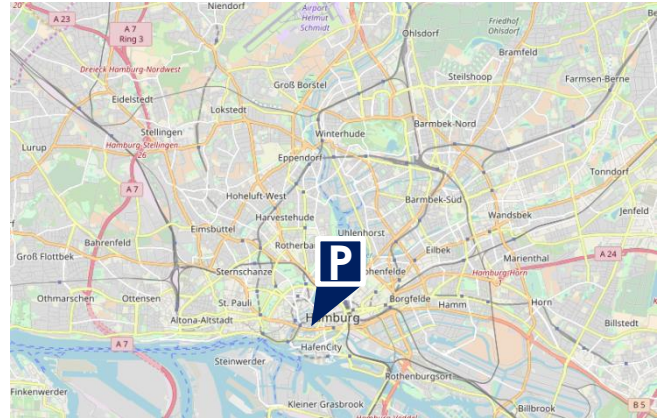 Niendorf
Airport
Helmut
Schmidt
Friedhof
Ohlsdorf
A 23
A 7
Ring 3
Ohlsdorf
Bramfeld
Dreieck Hamburg-Nordwest
Groß Borstel
Steilshoop
Farmsen-Berne
Eidelstedt
Lokstedt
Stellingen
Winterhude
Barmbek-Nord
Lurup
Hamburg-Stellingen
26
Eppendorf
Tonndorf
A 7
Hoheluft-West
Barmbek-Süd
Harvestehude
Wandsbek
Jenfeld
Eimsbüttel
Uhlenhorst
Bahrenfeld
Rotherba
P
Eilbek
Groß Flottbek
Marienthal
A 24
Sternschanze
ohenfelde
Hamburg-Horn
Othmarschen
Ottensen
St. Pauli
Borgfelde
Hamm
Horn
Altona-Altstadt
Hamburg
Billstedt
A 7
HafenCity
Steinwerder
Rothenburgsort
Finkenwerder
Kleiner Grasbrook
Billbrook
B 5